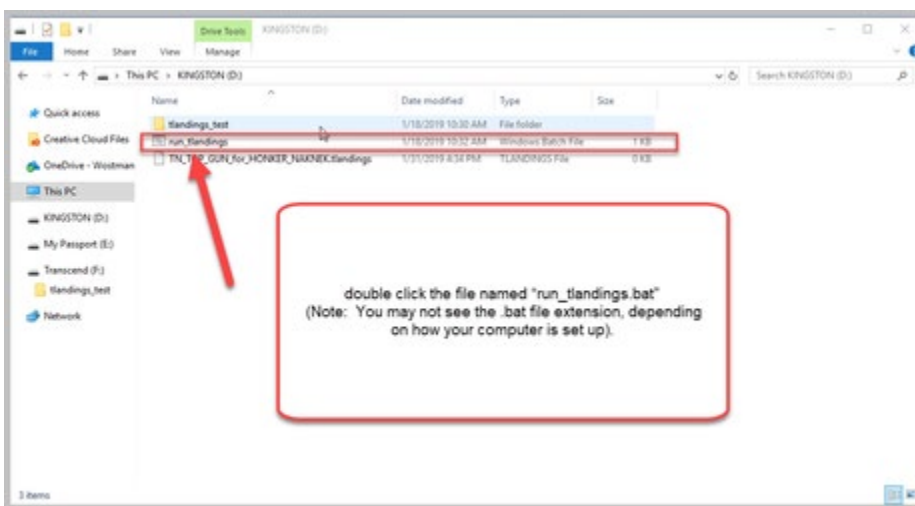 Drive Tools KINGSTON (D:)
File Home Share View Manage
This PC › KINGSTON (D:) Search KINGSTON (D:)
Name Date modified Type Size
Quick access
Creative Cloud Files
OneDrive - Westman
This PC
KINGSTON (D:)
My Passport (E:)
Transcend (F:)
tlandings_test
Network
tlandings_test 1/18/2019 10:30 AM File folder
run_tlandings 1/18/2019 10:32 AM Windows Batch File 1 KB
TN_TOP_GUN_for_HONKER_NAKNEK.tlandings 1/31/2019 4:34 PM TLANDINGS File 0 KB
double click the file named "run_tlandings.bat"
(Note: You may not see the .bat file extension, depending
on how your computer is set up).
3 items